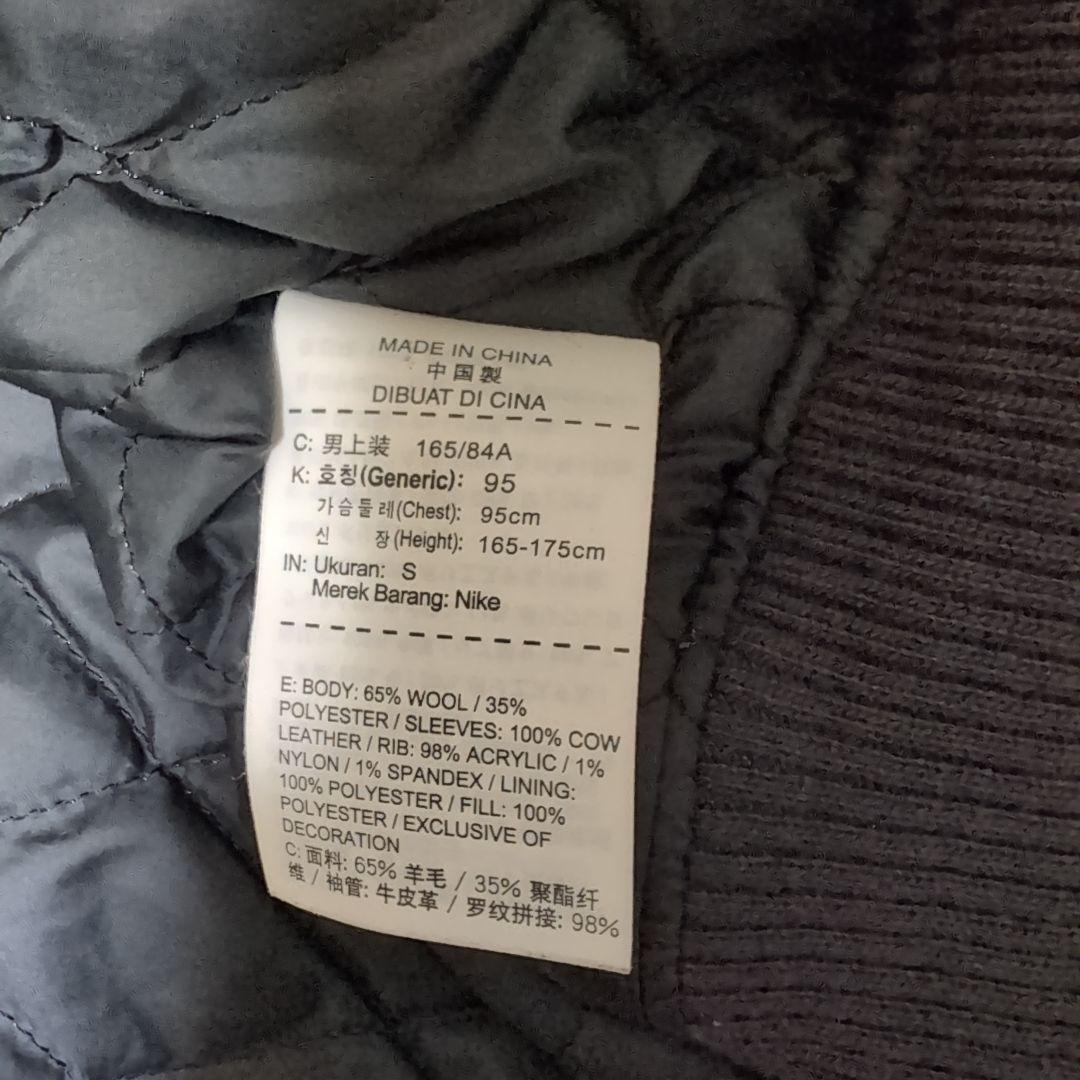 MADE IN CHINA
中国製
DIBUAT DI CINA
C: 男上装 165/84A
K: 호칭(Generic): 95
가슴둘레(Chest): 95cm
신 장(Height): 165-175cm
IN: Ukuran: S
Merek Barang: Nike
E: BODY: 65% WOOL / 35%
POLYESTER / SLEEVES: 100% COW
LEATHER / RIB: 98% ACRYLIC / 1%
NYLON / 1% SPANDEX / LINING:
100% POLYESTER / FILL: 100%
POLYESTER / EXCLUSIVE OF
DECORATION
C: 面料: 65% 羊毛 / 35% 聚酯纤
维 / 袖管: 牛皮革 / 罗纹拼接: 98%